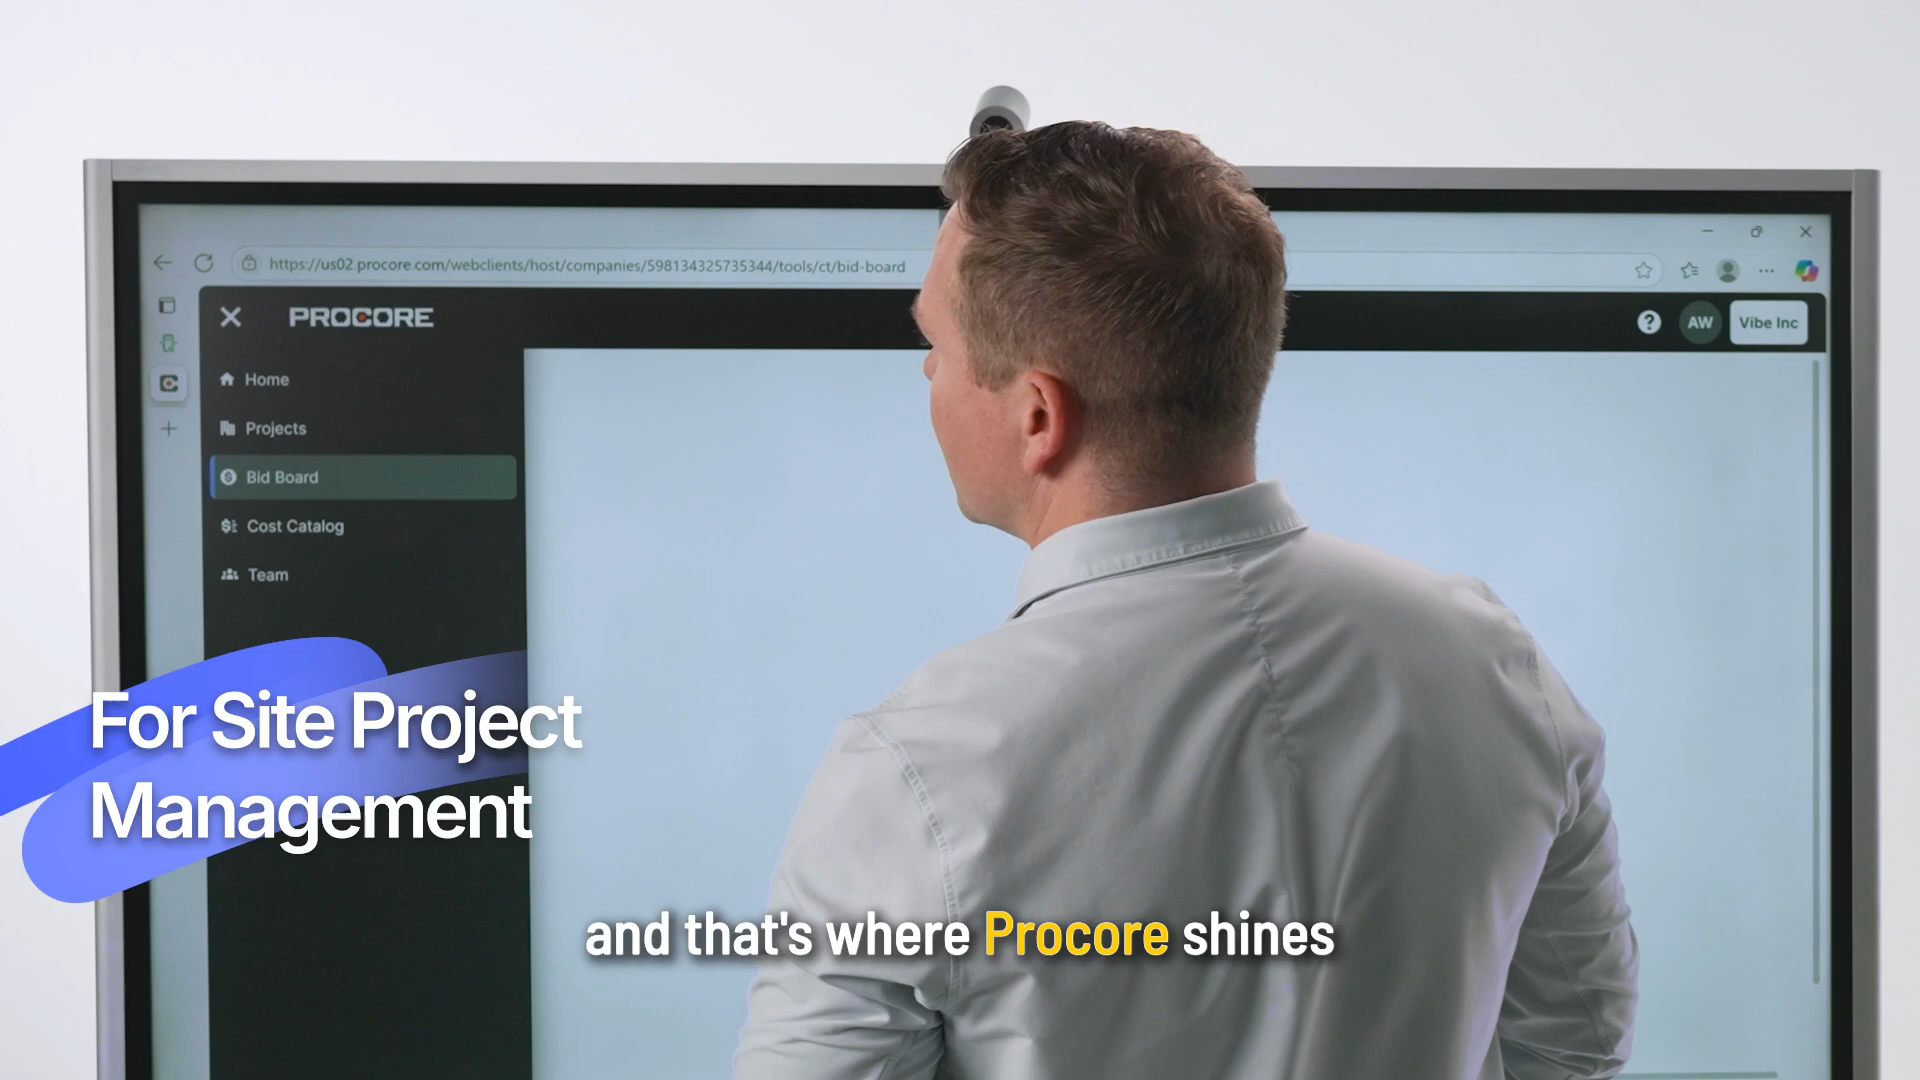 https://us02.procore.com/webclients/host/companies/598134325735344/tools/ct/bid-board
PROCORE
AW
Vibe Inc
Home
Projects
Bid Board
Cost Catalog
Team
For Site Project
Management
and that's where Procore shines